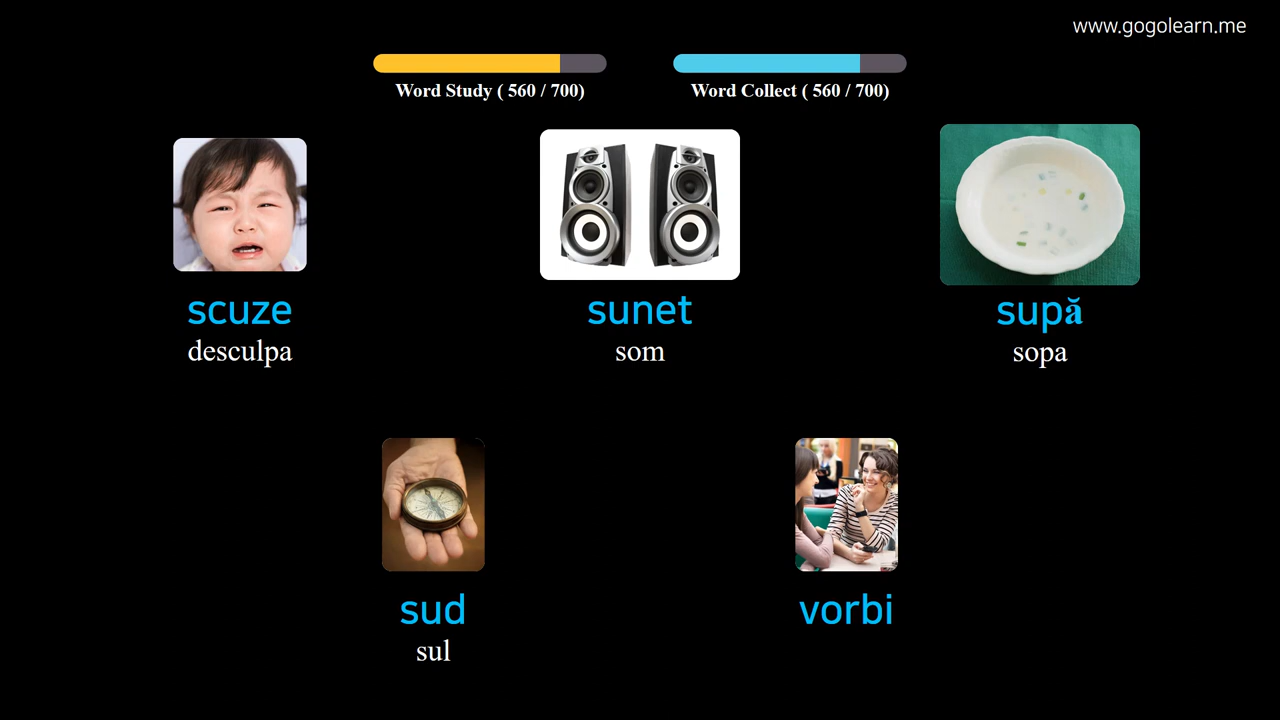 www.gogolearn.me
Word Study ( 560 / 700)
Word Collect ( 560 / 700)
scuze
desculpa
sunet
som
supă
sopa
sud
sul
vorbi